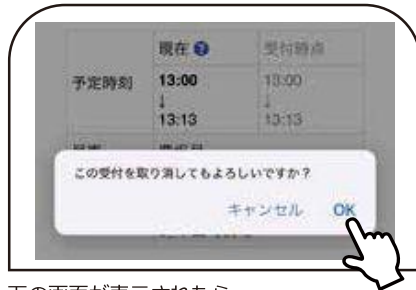 現在 ?
受付時点
予定時刻
13:00
↓
13:13
13:00
↓
13:13
この受付を取り消してもよろしいですか？
キャンセル
OK
下の画面が表示されたら